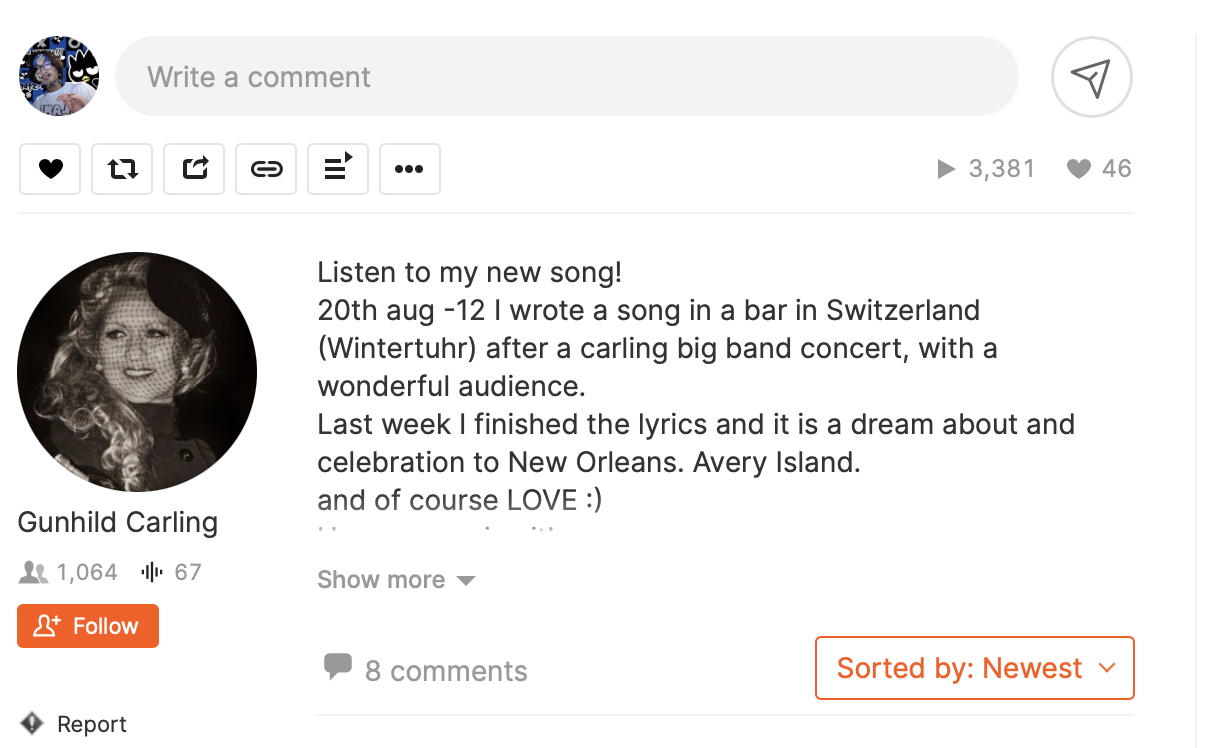 Write a comment
3,381
46
Listen to my new song!
20th aug -12 I wrote a song in a bar in Switzerland
(Wintertuhr) after a carling big band concert, with a
wonderful audience.
Last week I finished the lyrics and it is a dream about and
celebration to New Orleans. Avery Island.
and of course LOVE :)
Gunhild Carling
1,064
67
Show more
Follow
8 comments
Sorted by: Newest
Report